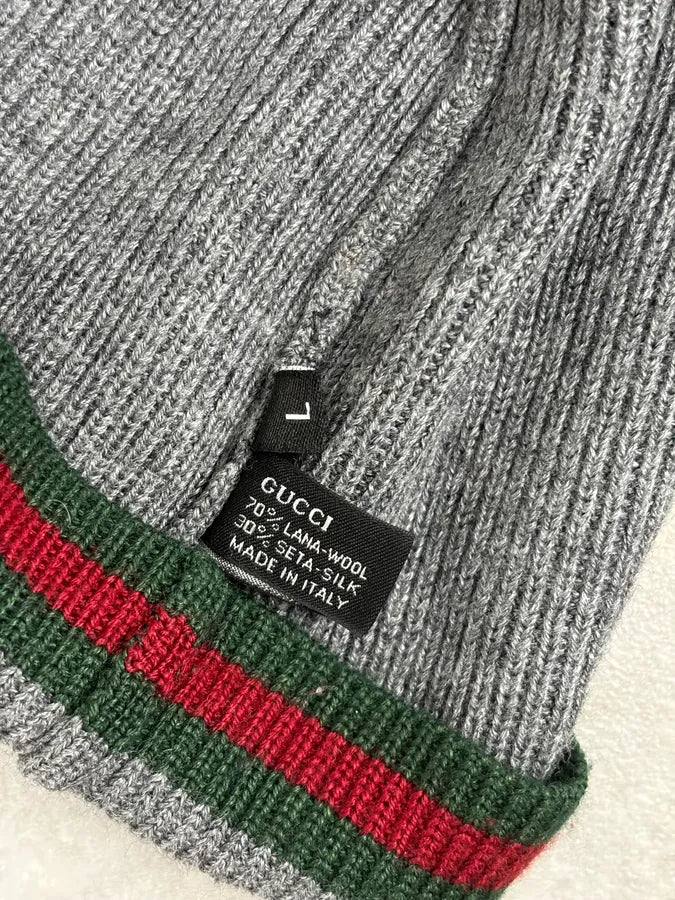 L
GUCCI
70% LANA-WOOL
30% SETA-SILK
MADE IN ITALY